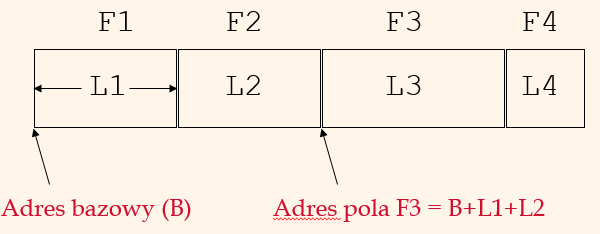 F1 F2 F3 F4
L1 L2 L3 L4
Adres bazowy (B) Adres pola F3 = B+L1+L2